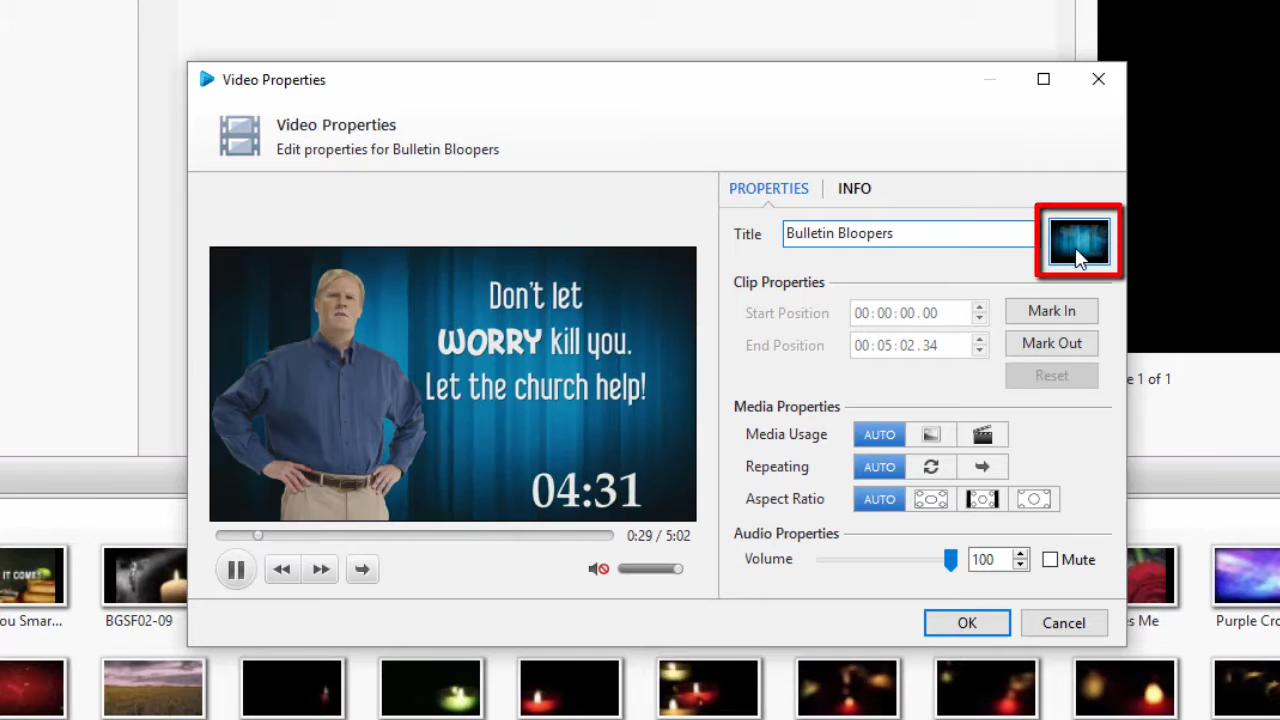 Video Properties
Video Properties
Edit properties for Bulletin Bloopers
PROPERTIES
INFO
Title
Bulletin Bloopers
Clip Properties
Start Position
00:00:00.00
Mark In
End Position
00:05:02.34
Mark Out
Reset
e 1 of 1
Don't let
WORRY kill you.
Let the church help!
04:31
Media Properties
Media Usage
AUTO
Repeating
AUTO
Aspect Ratio
AUTO
Audio Properties
0:29 / 5:02
Volume
100
Mute
OK
Cancel
IT COME
ou Smar...
BGSF02-09
es Me
Purple Cro